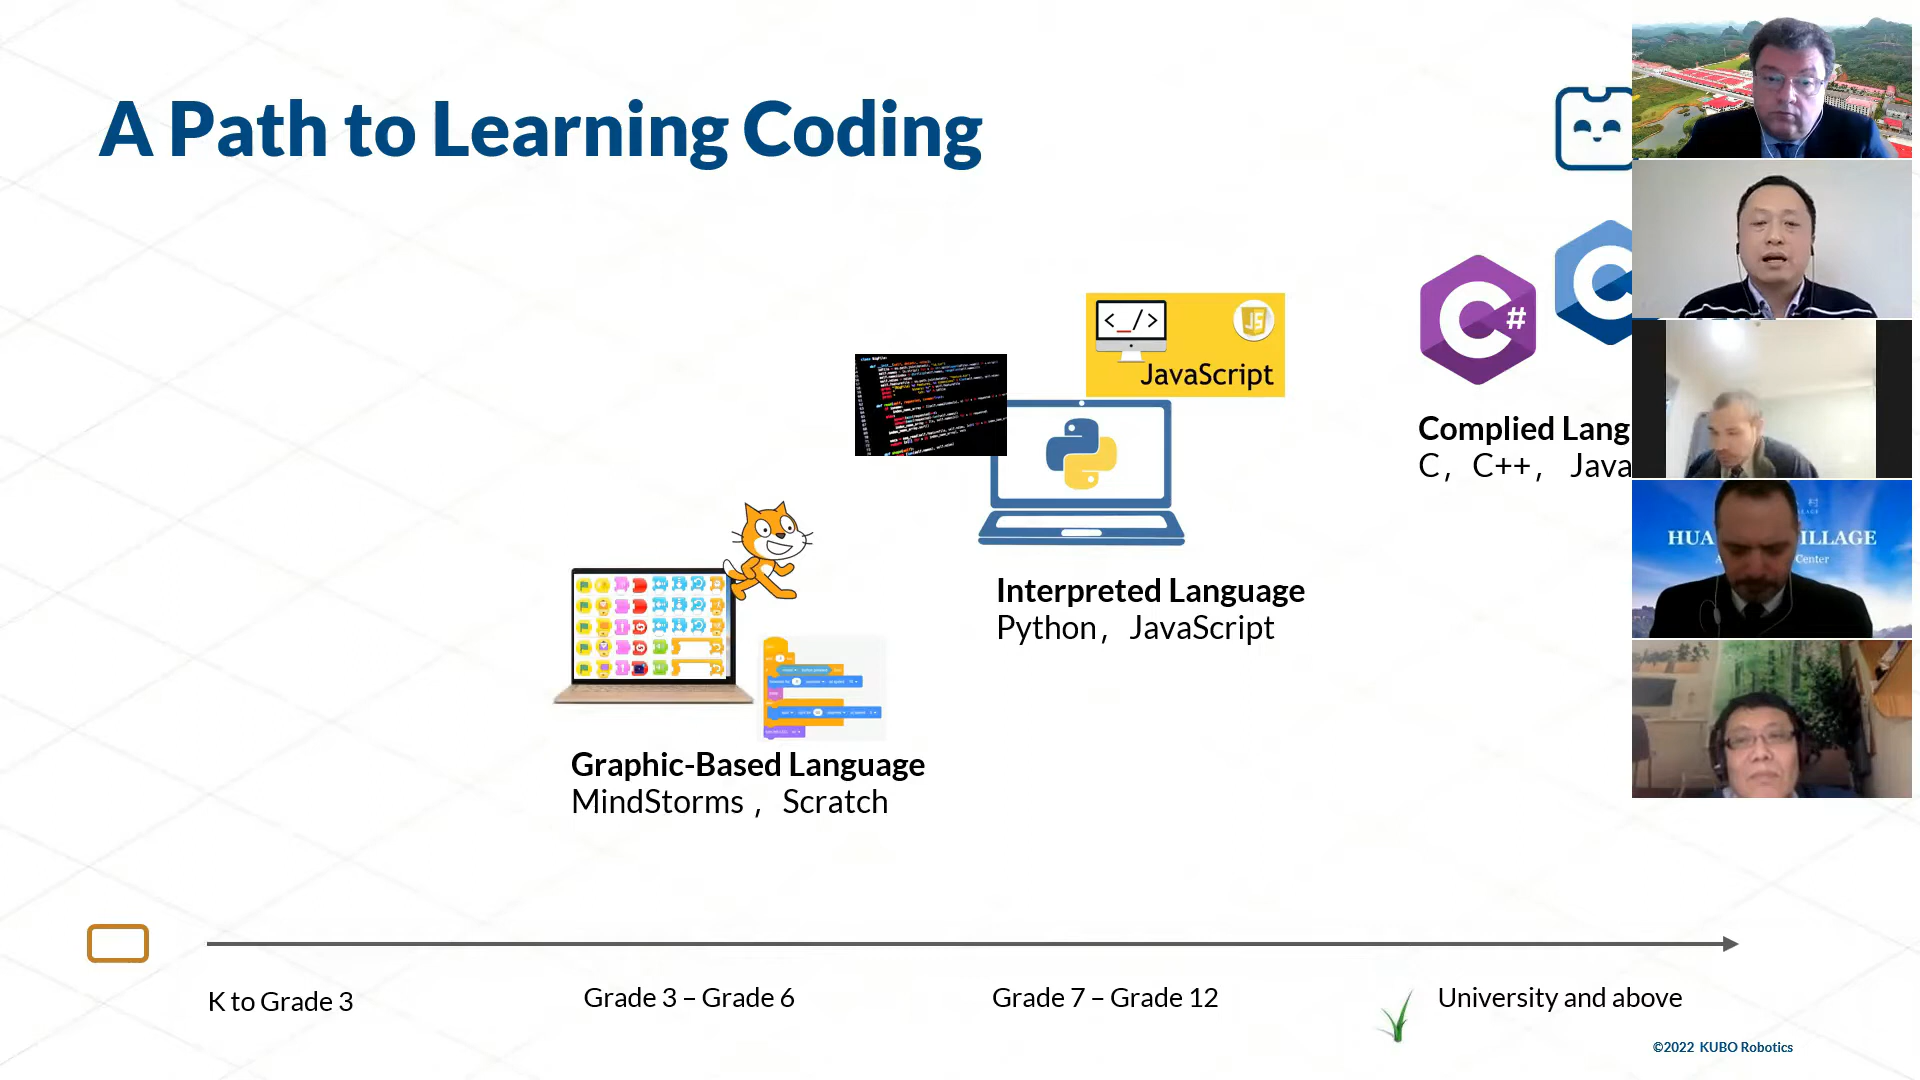 A Path to Learning Coding
<_/>
JS
JavaScript
C#
C
Complied Lang
C, C++, Java
Interpreted Language
Python, JavaScript
Graphic-Based Language
MindStorms, Scratch
HUA ILLAGE
Center
K to Grade 3
Grade 3 – Grade 6
Grade 7 – Grade 12
University and above
©2022 KUBO Robotics